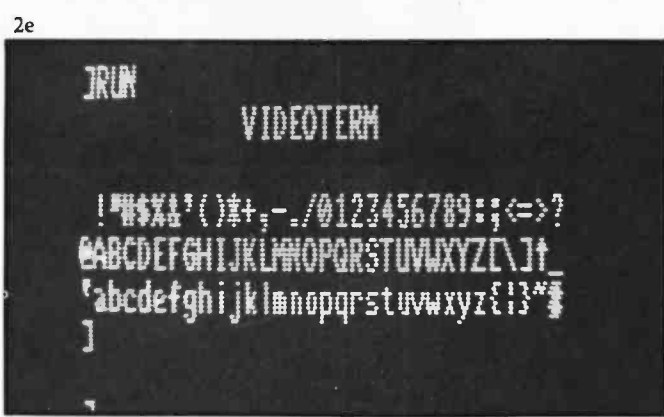 2e
]RUN
VIDEOTERM
!"#$%&'()*+,-./0123456789:;<=>?
@ABCDEFGHIJKLMNOPQRSTUVWXYZ[\]↑_
'abcdefghijklmnopqrstuvwxyz{|}~
]